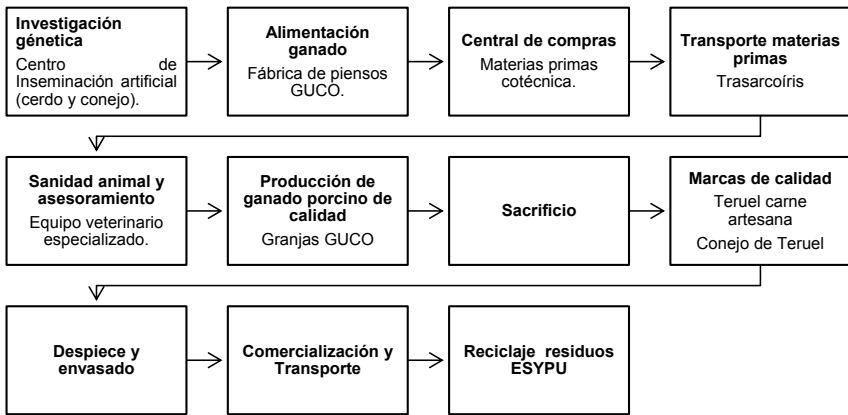 Investigación
génetica
Centro de
Inseminación artificial
(cerdo y conejo).
Alimentación
ganado
Fábrica de piensos
GUCO.
Central de compras
Materias primas
cotécnica.
Transporte materias
primas
Trasarcoíris
Sanidad animal y
asesoramiento
Equipo veterinario
especializado.
Producción de
ganado porcino de
calidad
Granjas GUCO
Sacrificio
Marcas de calidad
Teruel carne
artesana
Conejo de Teruel
Despiece y
envasado
Comercialización y
Transporte
Reciclaje residuos
ESYPU